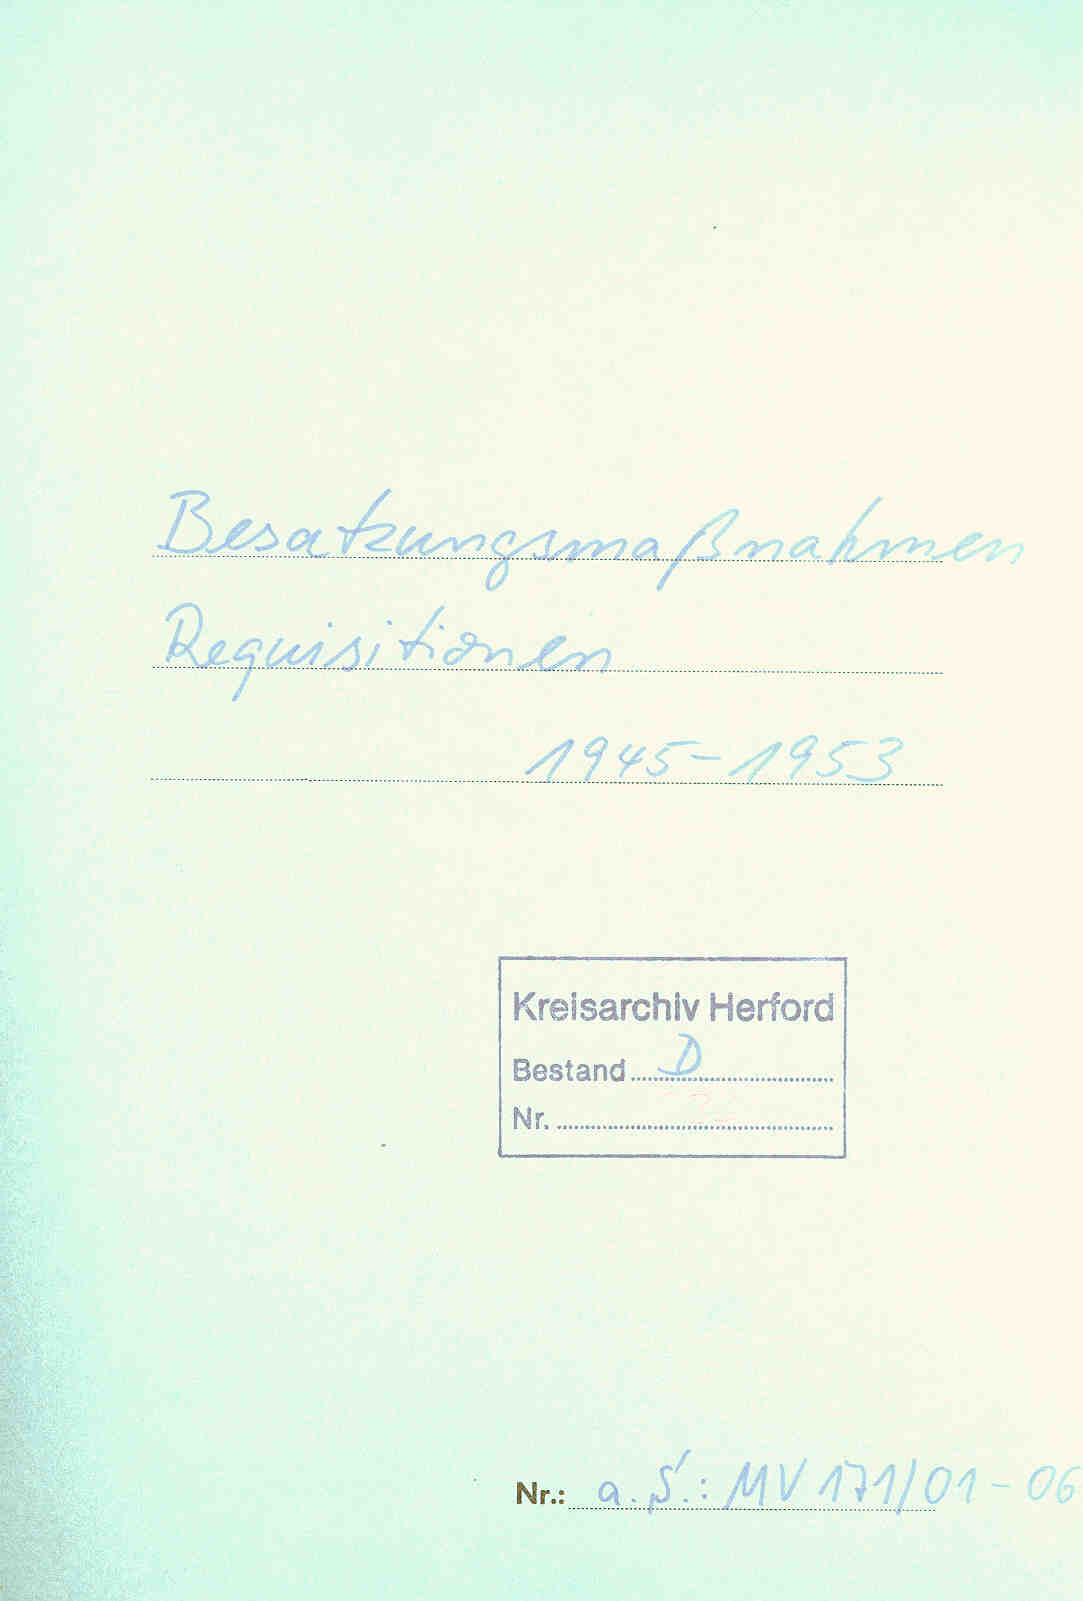 Besatzungsmaßnahmen
Requisitionen
1945-1953
Kreisarchiv Herford
Bestand D
Nr.
Nr.: a. S.: MV 171/01-06